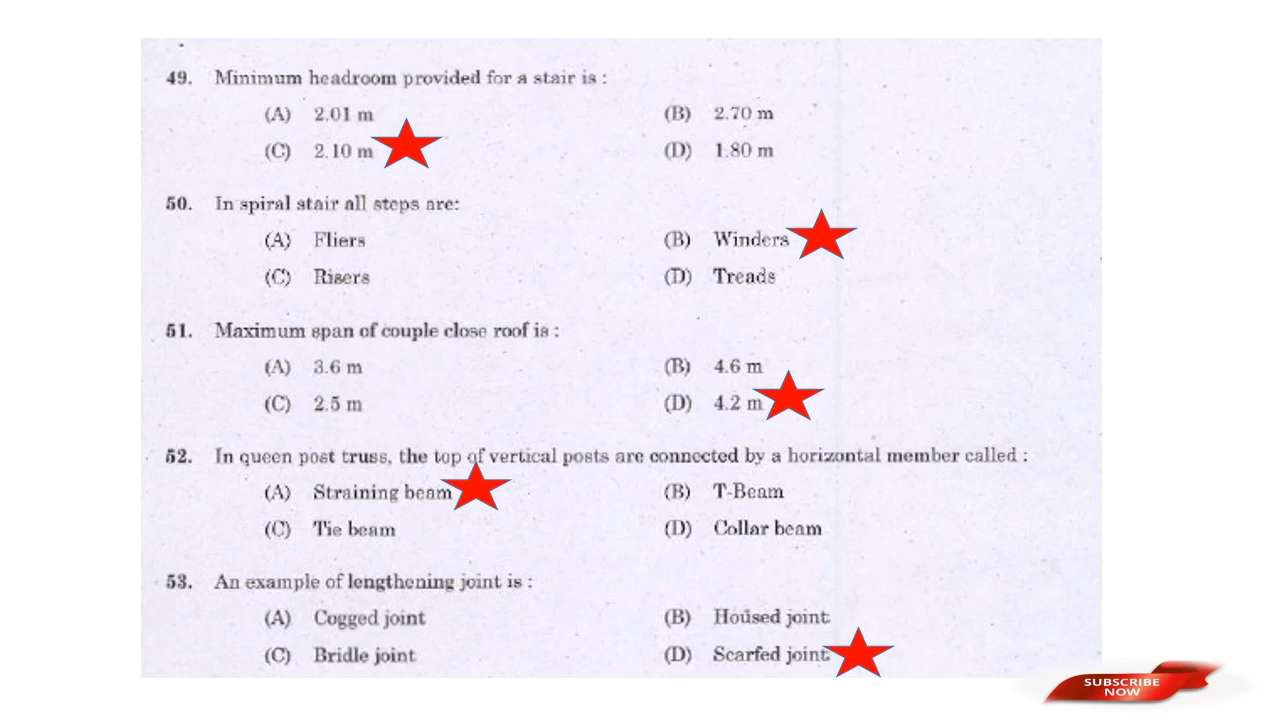 49. Minimum headroom provided for a stair is :
(A) 2.01 m (B) 2.70 m
(C) 2.10 m (D) 1.80 m
50. In spiral stair all steps are:
(A) Fliers (B) Winders
(C) Risers (D) Treads
51. Maximum span of couple close roof is :
(A) 3.6 m (B) 4.6 m
(C) 2.5 m (D) 4.2 m
52. In queen post truss, the top of vertical posts are connected by a horizontal member called :
(A) Straining beam (B) T-Beam
(C) Tie beam (D) Collar beam
53. An example of lengthening joint is :
(A) Cogged joint (B) Housed joint
(C) Bridle joint (D) Scarfed joint
SUBSCRIBE
NOW